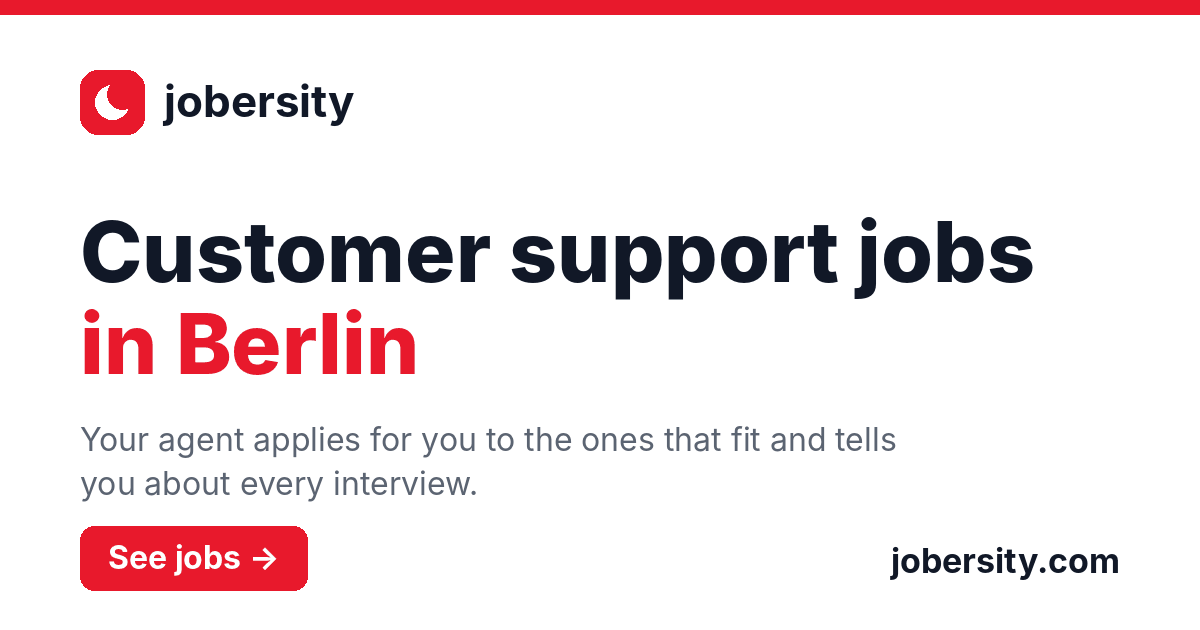 jobersity
Customer support jobs
in Berlin
Your agent applies for you to the ones that fit and tells
you about every interview.
See jobs →
jobersity.com